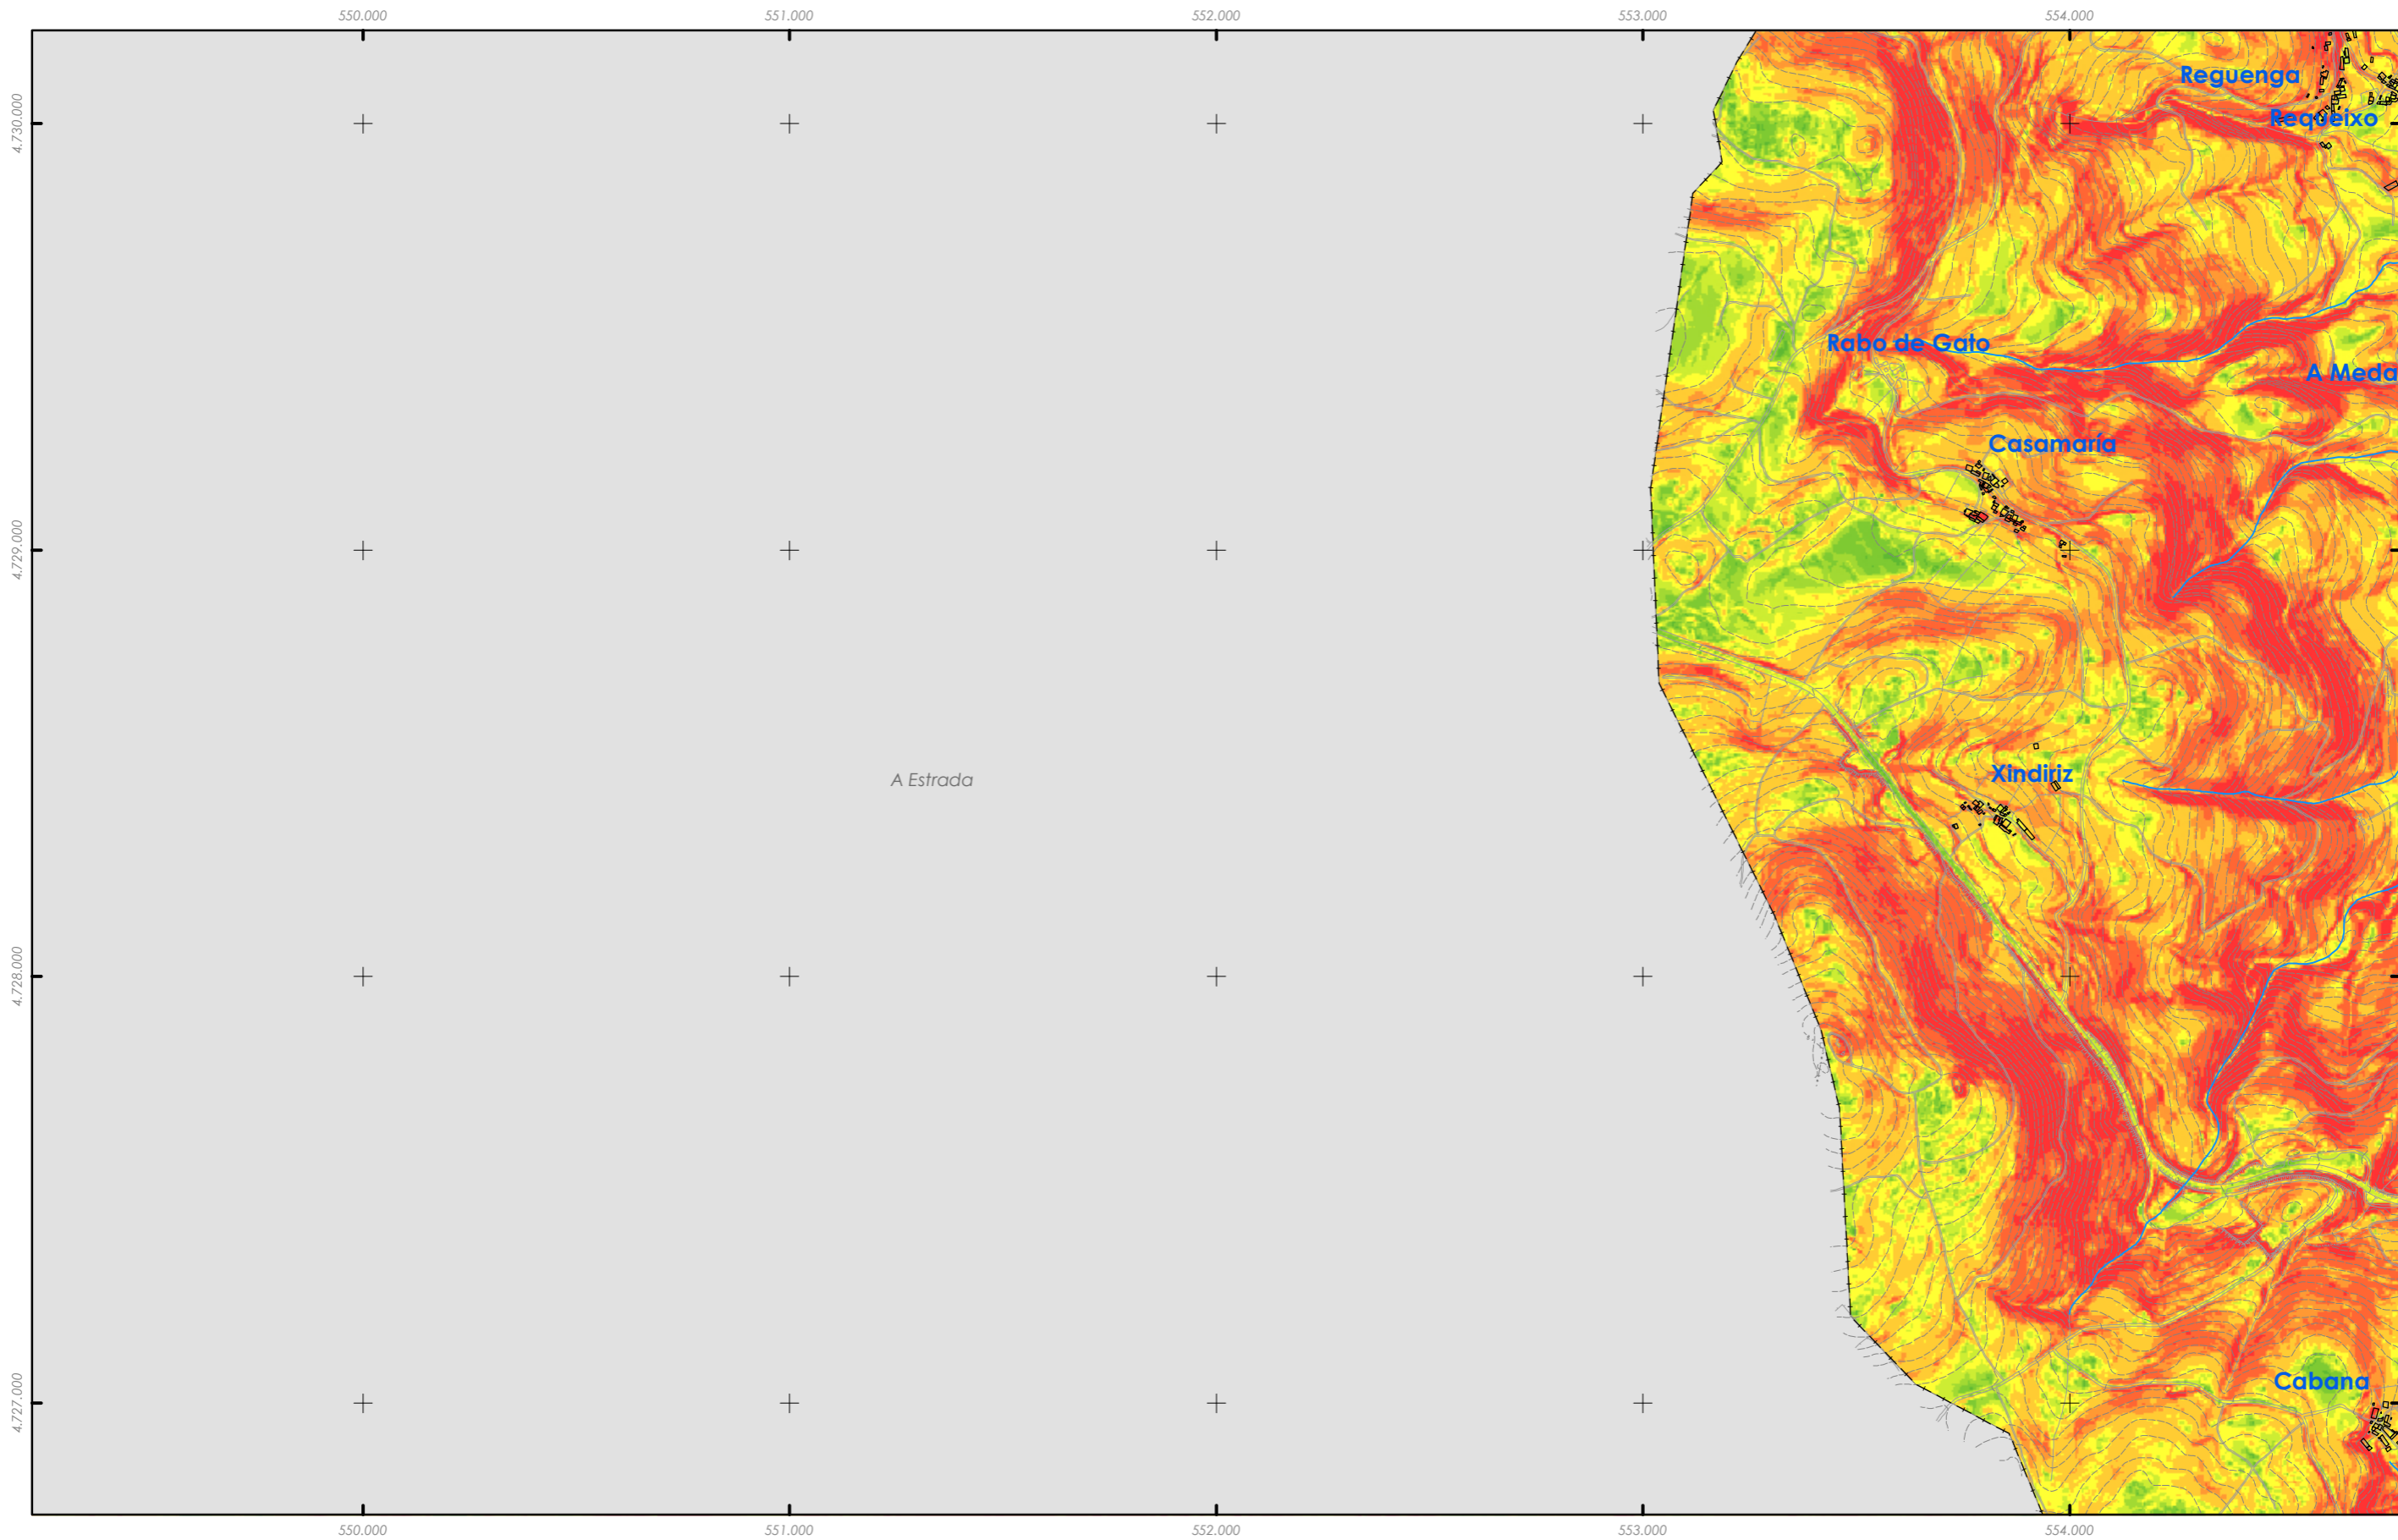 550.000
551.000
552.000
553.000
554.000
Reguenga
4.730.000
Requeixo
Rabo de Gato
A Meda
Casamaría
4.729.000
A Estrada
Xindiriz
4.728.000
Cabana
4.727.000
550.000
551.000
552.000
553.000
554.000